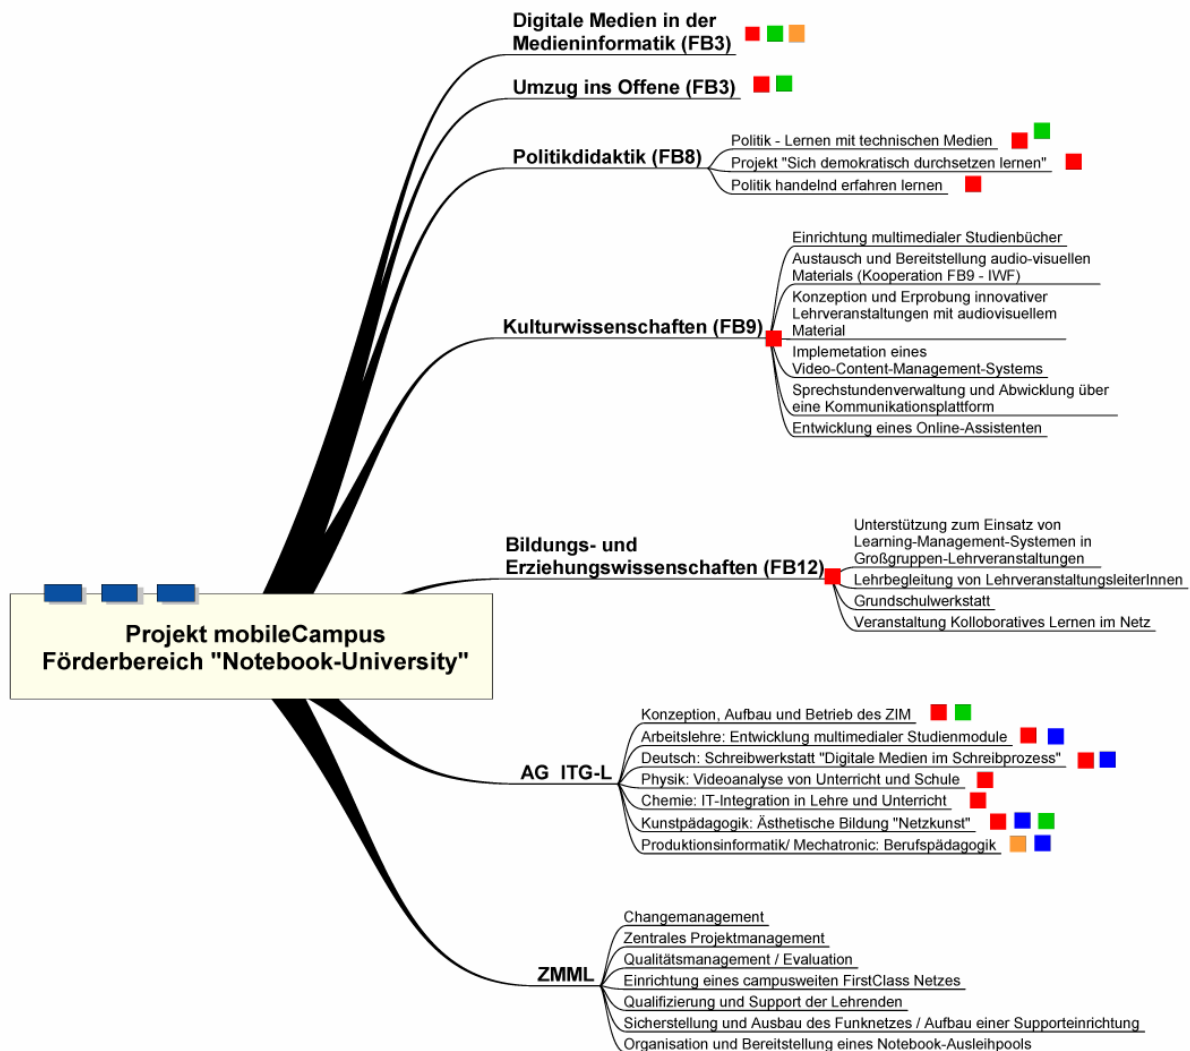 Digitale Medien in der
Medieninformatik (FB3)
Umzug ins Offene (FB3)
Politikdidaktik (FB8)
Politik - Lernen mit technischen Medien
Projekt "Sich demokratisch durchsetzen lernen"
Politik handelnd erfahren lernen
Kulturwissenschaften (FB9)
Einrichtung multimedialer Studienbücher
Austausch und Bereitstellung audio-visuellen
Materials (Kooperation FB9 - IWF)
Konzeption und Erprobung innovativer
Lehrveranstaltungen mit audiovisuellem
Material
Implemetation eines
Video-Content-Management-Systems
Sprechstundenverwaltung und Abwicklung über
eine Kommunikationsplattform
Entwicklung eines Online-Assistenten
Bildungs- und
Erziehungswissenschaften (FB12)
Unterstützung zum Einsatz von
Learning-Management-Systemen in
Großgruppen-Lehrveranstaltungen
Lehrbegleitung von LehrveranstaltungsleiterInnen
Grundschulwerkstatt
Veranstaltung Kolloboratives Lernen im Netz
Projekt mobileCampus
Förderbereich "Notebook-University"
AG ITG-L
Konzeption, Aufbau und Betrieb des ZIM
Arbeitslehre: Entwicklung multimedialer Studienmodule
Deutsch: Schreibwerkstatt "Digitale Medien im Schreibprozess"
Physik: Videoanalyse von Unterricht und Schule
Chemie: IT-Integration in Lehre und Unterricht
Kunstpädagogik: Ästhetische Bildung "Netzkunst"
Produktionsinformatik/ Mechatronic: Berufspädagogik
ZMML
Changemanagement
Zentrales Projektmanagement
Qualitätsmanagement / Evaluation
Einrichtung eines campusweiten FirstClass Netzes
Qualifizierung und Support der Lehrenden
Sicherstellung und Ausbau des Funknetzes / Aufbau einer Supporteinrichtung
Organisation und Bereitstellung eines Notebook-Ausleihpools